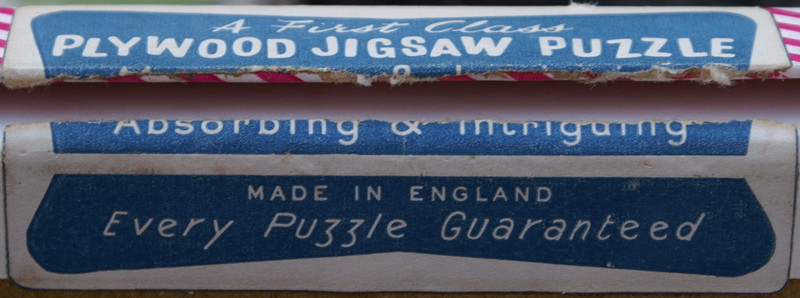 A First Class
PLYWOOD JIGSAW PUZZLE
Absorbing & Intriguing
MADE IN ENGLAND
Every Puzzle Guaranteed